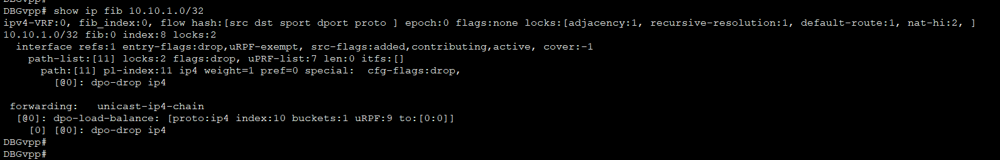 DBGvpp# show ip fib 10.10.1.0/32
ipv4-VRF:0, fib_index:0, flow hash:[src dst sport dport proto ] epoch:0 flags:none locks:[adjacency:1, recursive-resolution:1, default-route:1, nat-hi:2, ]
10.10.1.0/32 fib:0 index:8 locks:2
  interface refs:1 entry-flags:drop,uRPF-exempt, src-flags:added,contributing,active, cover:-1
    path-list:[11] locks:2 flags:drop, uPRF-list:7 len:0 itfs:[]
      path:[11] pl-index:11 ip4 weight=1 pref=0 special:  cfg-flags:drop,
        [@0]: dpo-drop ip4
 forwarding:   unicast-ip4-chain
  [@0]: dpo-load-balance: [proto:ip4 index:10 buckets:1 uRPF:9 to:[0:0]]
    [0] [@0]: dpo-drop ip4
DBGvpp#
DBGvpp#